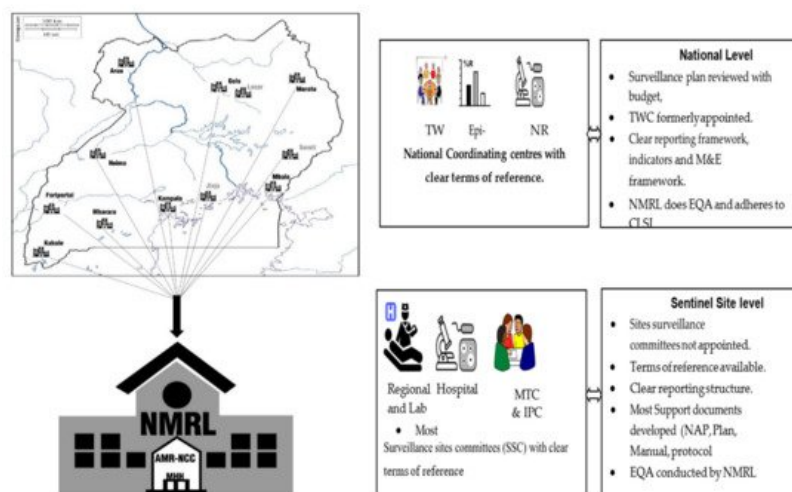 Arua
Gulu
Lacor
Moroto
Hoima
Soroti
Mbale
Jinja
Kampala
Fortportal
Mbarara
Kabale
NMRL
AMR-NCC
MHH
%R
TW Epi- NR
National Coordinating centres with
clear terms of reference.
National Level
• Surveillance plan reviewed with
budget,
• TWC formerly appointed.
• Clear reporting framework,
indicators and M&E
framework.
• NMRL does EQA and adheres to
CLSI
H
Regional Hospital
and Lab
MTC
& IPC
• Most
Surveillance sites committees (SSC) with clear
terms of reference
Sentinel Site level
• Sites surveillance
committees not appointed.
• Terms of reference available.
• Clear reporting structure.
• Most Support documents
developed (NAP, Plan,
Manual, protocol
• EQA conducted by NMRL